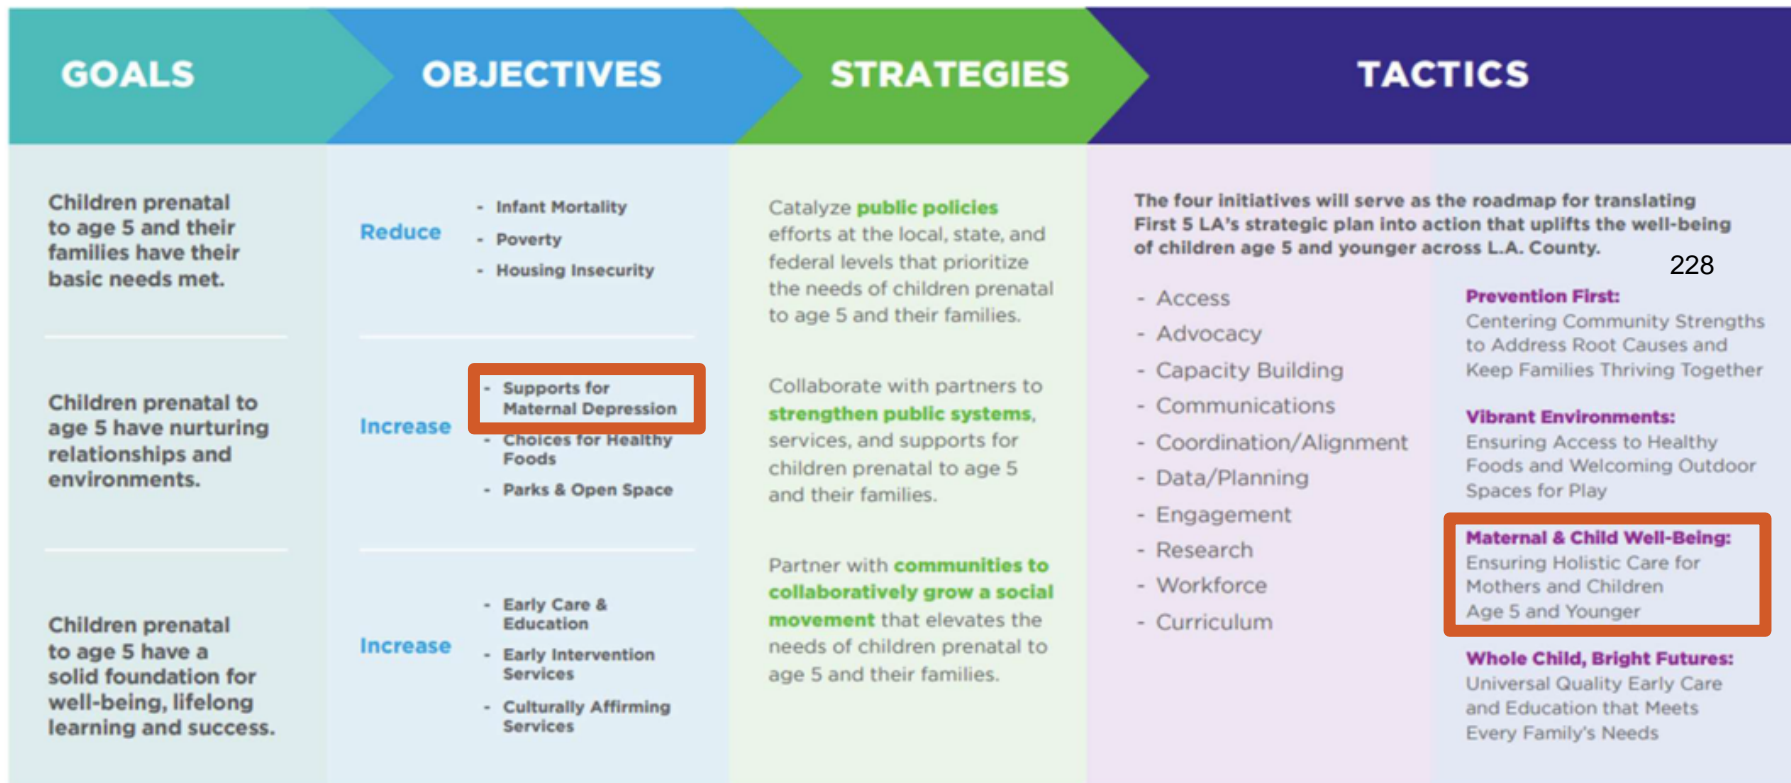 GOALS
OBJECTIVES
STRATEGIES
TACTICS
Children prenatal
to age 5 and their
families have their
basic needs met.
Reduce
- Infant Mortality
- Poverty
- Housing Insecurity
Catalyze public policies
efforts at the local, state, and
federal levels that prioritize
the needs of children prenatal
to age 5 and their families.
The four initiatives will serve as the roadmap for translating
First 5 LA's strategic plan into action that uplifts the well-being
of children age 5 and younger across L.A. County.
228
Children prenatal to
age 5 have nurturing
relationships and
environments.
Increase
- Supports for
Maternal Depression
- Choices for Healthy
Foods
- Parks & Open Space
Collaborate with partners to
strengthen public systems,
services, and supports for
children prenatal to age 5
and their families.
Children prenatal
to age 5 have a
solid foundation for
well-being, lifelong
learning and success.
Increase
- Early Care &
Education
- Early Intervention
Services
- Culturally Affirming
Services
Partner with communities to
collaboratively grow a social
movement that elevates the
needs of children prenatal to
age 5 and their families.
- Access
- Advocacy
- Capacity Building
- Communications
- Coordination/Alignment
- Data/Planning
- Engagement
- Research
- Workforce
- Curriculum
Prevention First:
Centering Community Strengths
to Address Root Causes and
Keep Families Thriving Together
Vibrant Environments:
Ensuring Access to Healthy
Foods and Welcoming Outdoor
Spaces for Play
Maternal & Child Well-Being:
Ensuring Holistic Care for
Mothers and Children
Age 5 and Younger
Whole Child, Bright Futures:
Universal Quality Early Care
and Education that Meets
Every Family's Needs